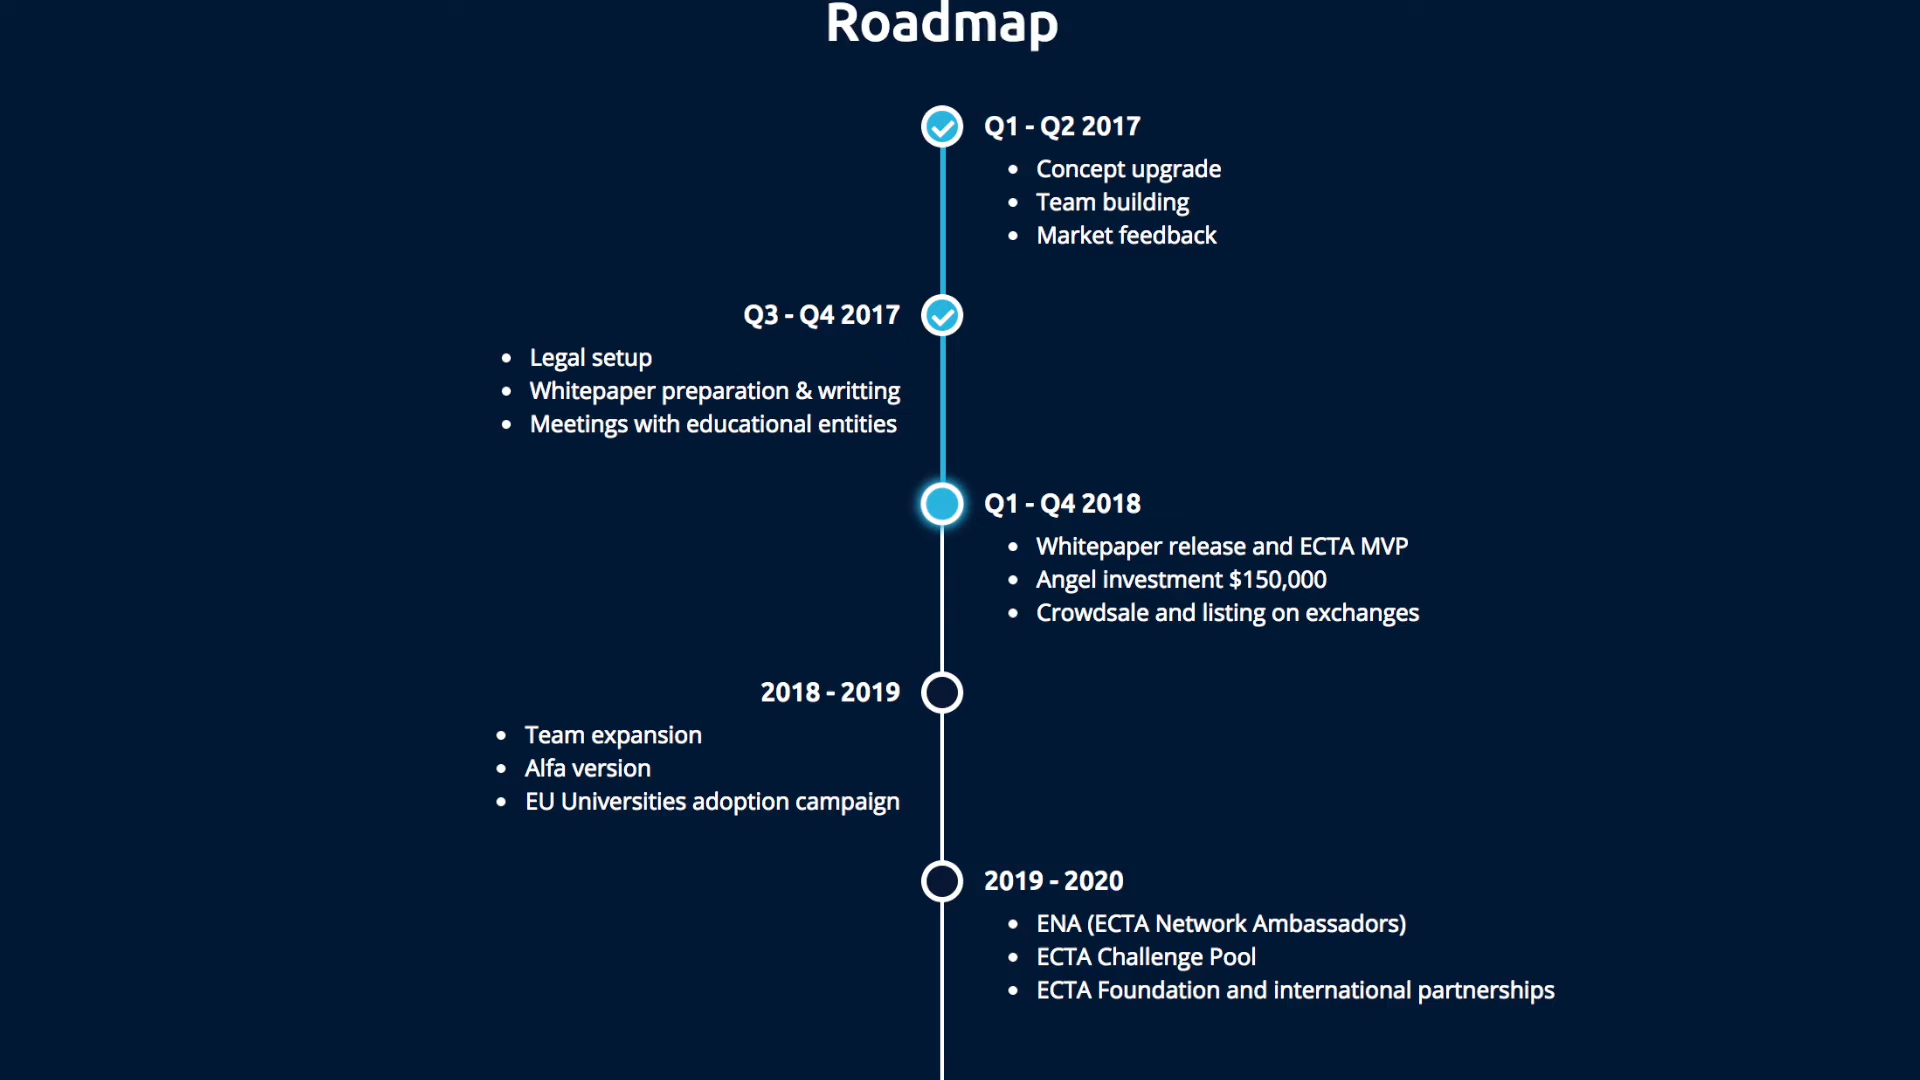 Roadmap
Q1 - Q2 2017
Concept upgrade
Team building
Market feedback
Q3 - Q4 2017
Legal setup
Whitepaper preparation & writting
Meetings with educational entities
Q1 - Q4 2018
Whitepaper release and ECTA MVP
Angel investment $150,000
Crowdsale and listing on exchanges
2018 - 2019
Team expansion
Alfa version
EU Universities adoption campaign
2019 - 2020
ENA (ECTA Network Ambassadors)
ECTA Challenge Pool
ECTA Foundation and international partnerships